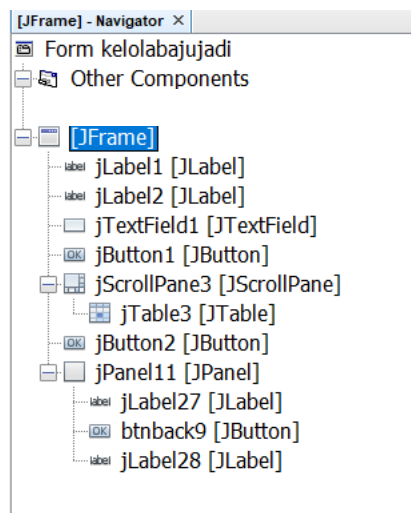 [JFrame] - Navigator ×
Form kelolabajujadi
Other Components
[JFrame]
label jLabel1 [JLabel]
label jLabel2 [JLabel]
jTextField1 [JTextField]
OK jButton1 [JButton]
jScrollPane3 [JScrollPane]
jTable3 [JTable]
OK jButton2 [JButton]
jPanel11 [JPanel]
label jLabel27 [JLabel]
OK btnback9 [JButton]
label jLabel28 [JLabel]